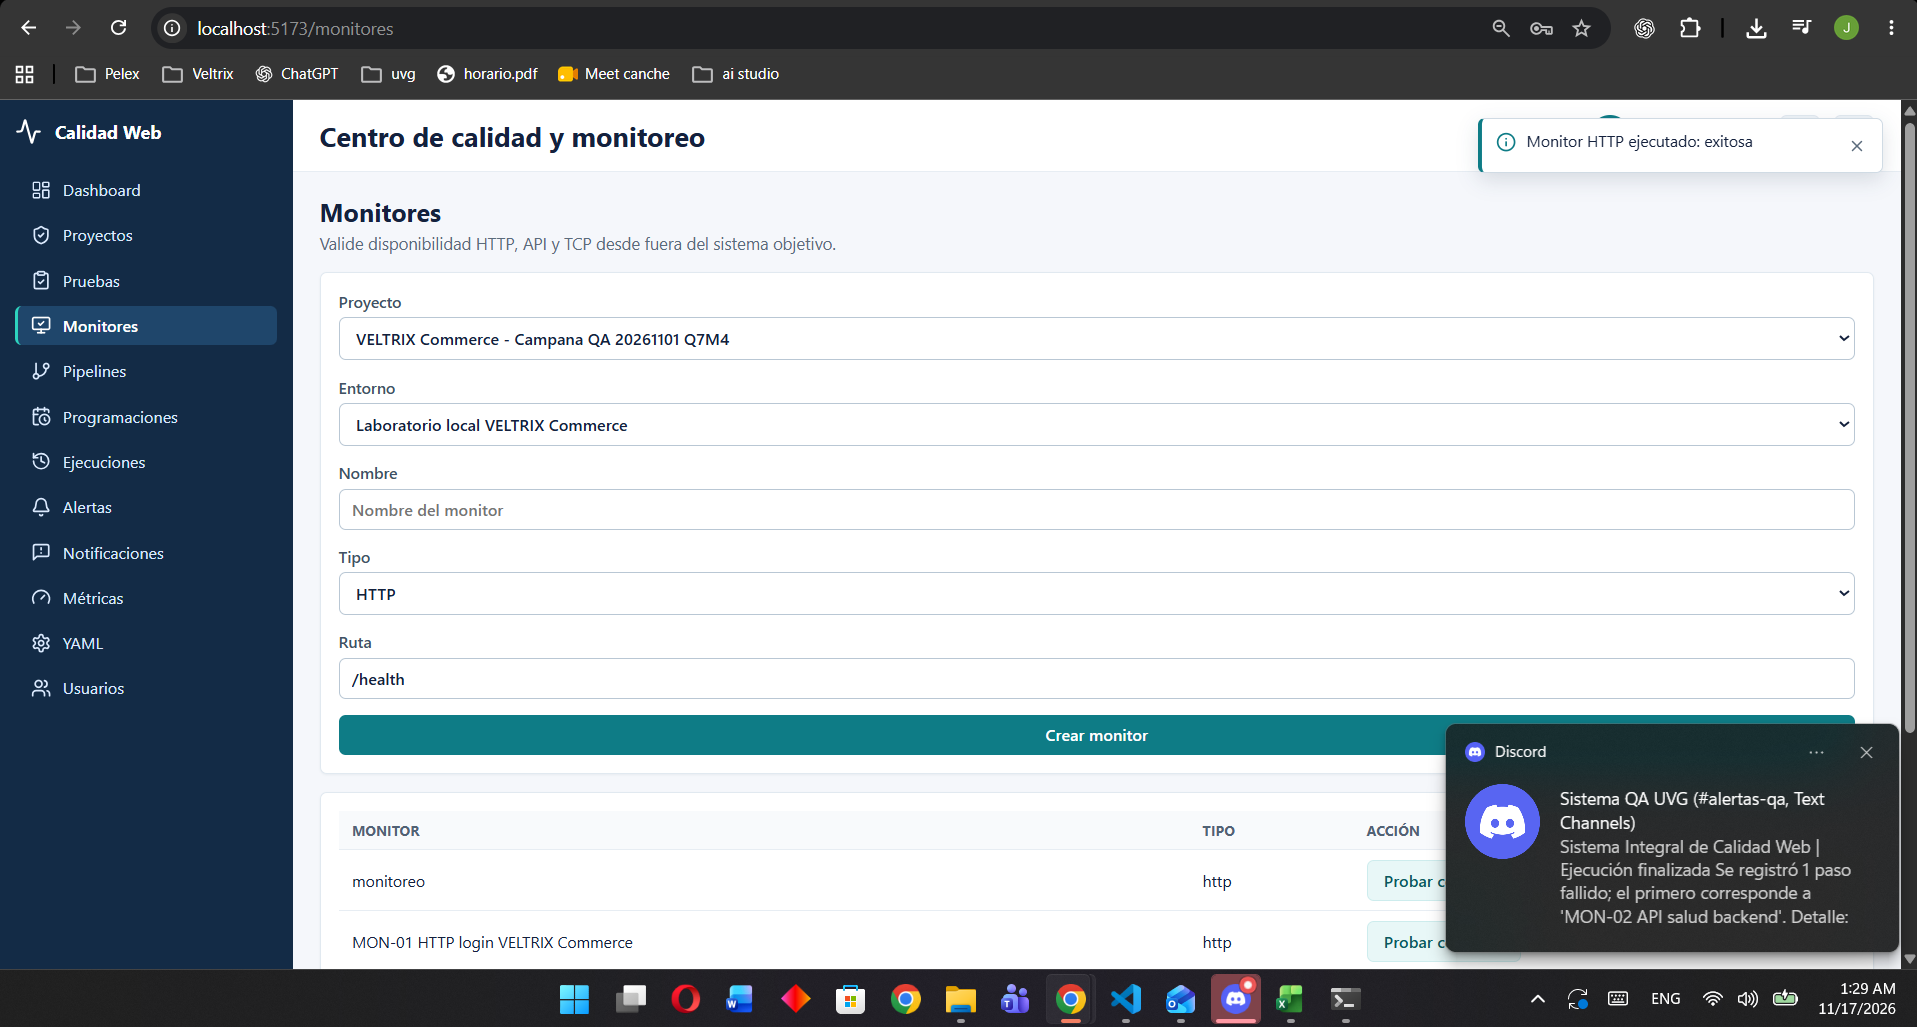 localhost:5173/monitores
J
Pelex
Veltrix
ChatGPT
uvg
horario.pdf
Meet canche
ai studio
Calidad Web
Dashboard
Proyectos
Pruebas
Monitores
Pipelines
Programaciones
Ejecuciones
Alertas
Notificaciones
Métricas
YAML
Usuarios
Centro de calidad y monitoreo
Monitor HTTP ejecutado: exitosa
Monitores
Valide disponibilidad HTTP, API y TCP desde fuera del sistema objetivo.
Proyecto
VELTRIX Commerce - Campana QA 20261101 Q7M4
Entorno
Laboratorio local VELTRIX Commerce
Nombre
Nombre del monitor
Tipo
HTTP
Ruta
/health
Crear monitor
MONITOR TIPO ACCIÓN
monitoreo http Probar
MON-01 HTTP login VELTRIX Commerce http Probar
Discord
Sistema QA UVG (#alertas-qa, Text
Channels)
Sistema Integral de Calidad Web |
Ejecución finalizada Se registró 1 paso
fallido; el primero corresponde a
'MON-02 API salud backend'. Detalle:
ENG
1:29 AM
11/17/2026